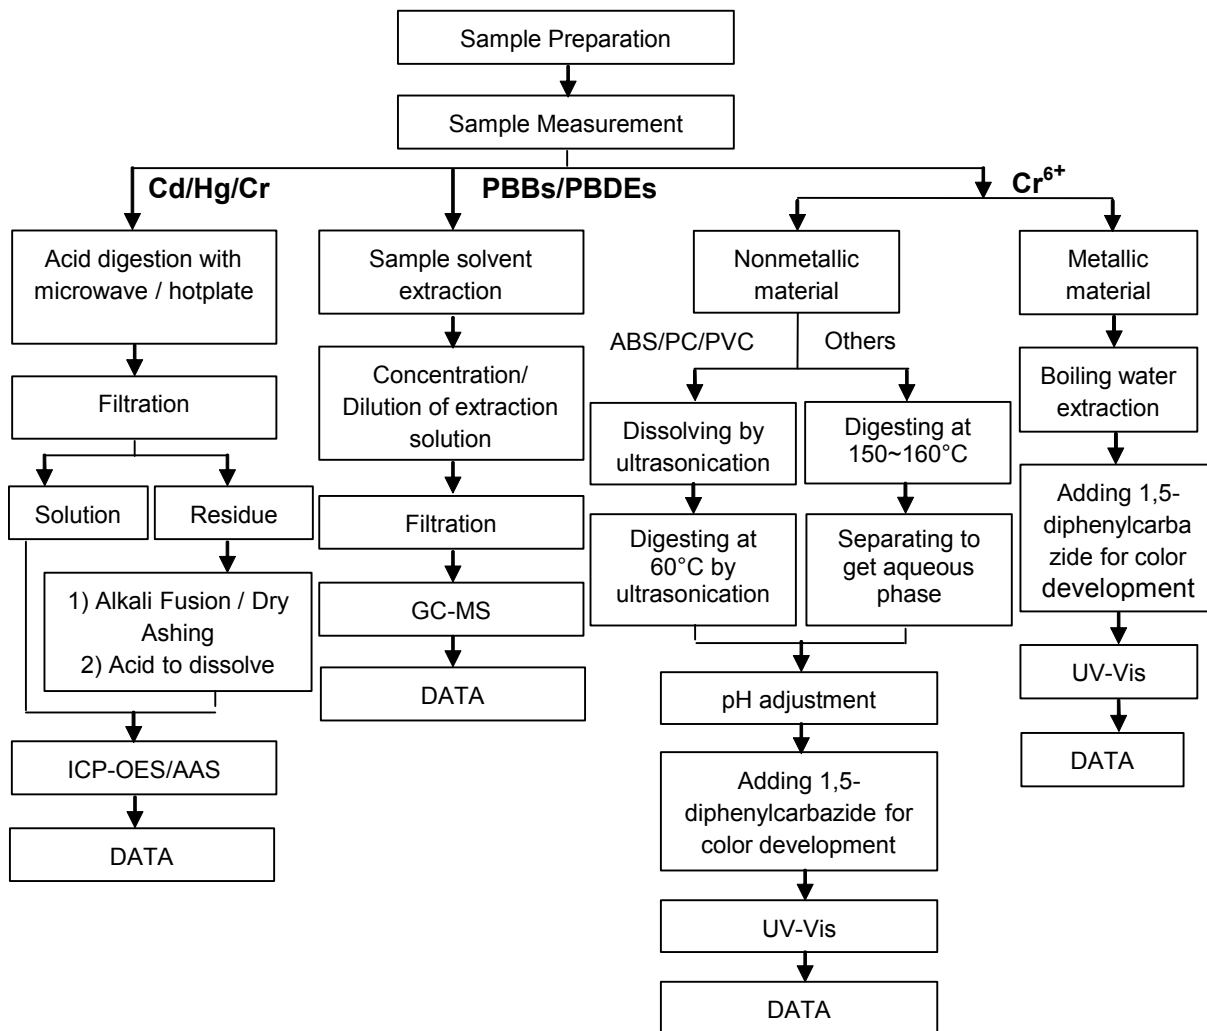 Sample Preparation
Sample Measurement
Cd/Hg/Cr
PBBs/PBDEs
Cr6+
Acid digestion with
microwave / hotplate
Filtration
Solution
Residue
1) Alkali Fusion / Dry
Ashing
2) Acid to dissolve
ICP-OES/AAS
DATA
Sample solvent
extraction
Concentration/
Dilution of extraction
solution
Filtration
GC-MS
DATA
Nonmetallic
material
ABS/PC/PVC
Others
Dissolving by
ultrasonication
Digesting at
60°C by
ultrasonication
Digesting at
150~160°C
Separating to
get aqueous
phase
pH adjustment
Adding 1,5-
diphenylcarbazide for
color development
UV-Vis
DATA
Metallic
material
Boiling water
extraction
Adding 1,5-
diphenylcarba
zide for color
development
UV-Vis
DATA